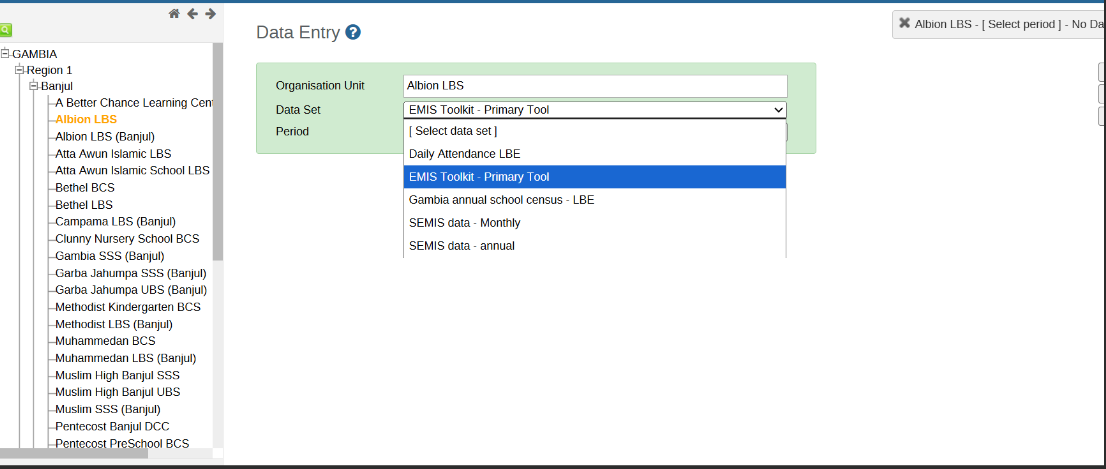 GAMBIA
Region 1
Banjul
A Better Chance Learning Cent
Albion LBS
Albion LBS (Banjul)
Atta Awun Islamic LBS
Atta Awun Islamic School LBS
Bethel BCS
Bethel LBS
Campama LBS (Banjul)
Clunny Nursery School BCS
Gambia SSS (Banjul)
Garba Jahumpa SSS (Banjul)
Garba Jahumpa UBS (Banjul)
Methodist Kindergarten BCS
Methodist LBS (Banjul)
Muhammedan BCS
Muhammedan LBS (Banjul)
Muslim High Banjul SSS
Muslim High Banjul UBS
Muslim SSS (Banjul)
Pentecost Banjul DCC
Pentecost PreSchool BCS
Data Entry ?
Organisation Unit Albion LBS
Data Set EMIS Toolkit - Primary Tool
Period
[ Select data set ]
Daily Attendance LBE
EMIS Toolkit - Primary Tool
Gambia annual school census - LBE
SEMIS data - Monthly
SEMIS data - annual
Albion LBS - [ Select period ] - No Da